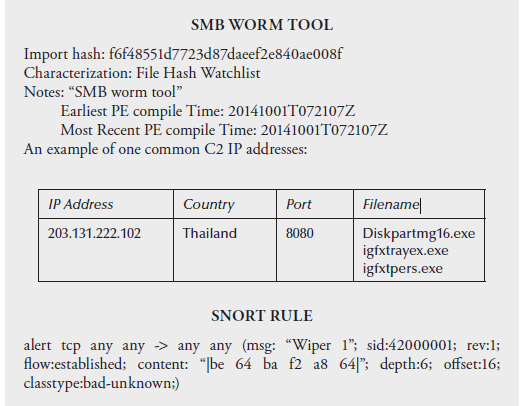 SMB WORM TOOL
Import hash: f6f48551d7723d87daeef2e840ae008f
Characterization: File Hash Watchlist
Notes: “SMB worm tool”
Earliest PE compile Time: 20141001T072107Z
Most Recent PE compile Time: 20141001T072107Z
An example of one common C2 IP addresses:
IP Address Country Port Filename
203.131.222.102 Thailand 8080 Diskpartmg16.exe
igfxtrayex.exe
igfxtpers.exe
SNORT RULE
alert tcp any any -> any any (msg: “Wiper 1”; sid:42000001; rev:1;
flow:established; content: “|be 64 ba f2 a8 64|”; depth:6; offset:16;
classtype:bad-unknown;)